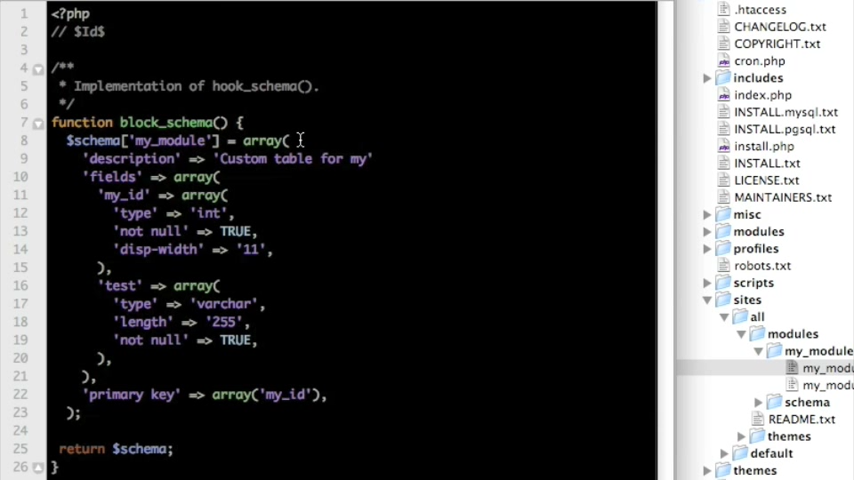 1 <?php
2 // $Id$
3
4 /**
5 * Implementation of hook_schema().
6 */
7 function block_schema() {
8 $schema['my_module'] = array(
9 'description' => 'Custom table for my'
10 'fields' => array(
11 'my_id' => array(
12 'type' => 'int',
13 'not null' => TRUE,
14 'disp-width' => '11',
15 ),
16 'test' => array(
17 'type' => 'varchar',
18 'length' => '255',
19 'not null' => TRUE,
20 ),
21 ),
22 'primary key' => array('my_id'),
23 );
24
25 return $schema;
26 }
.htaccess
CHANGELOG.txt
COPYRIGHT.txt
cron.php
includes
index.php
INSTALL.mysql.txt
INSTALL.pgsql.txt
install.php
INSTALL.txt
LICENSE.txt
MAINTAINERS.txt
misc
modules
profiles
robots.txt
scripts
sites
all
modules
my_module
my_modu
my_modu
schema
README.txt
themes
default
themes